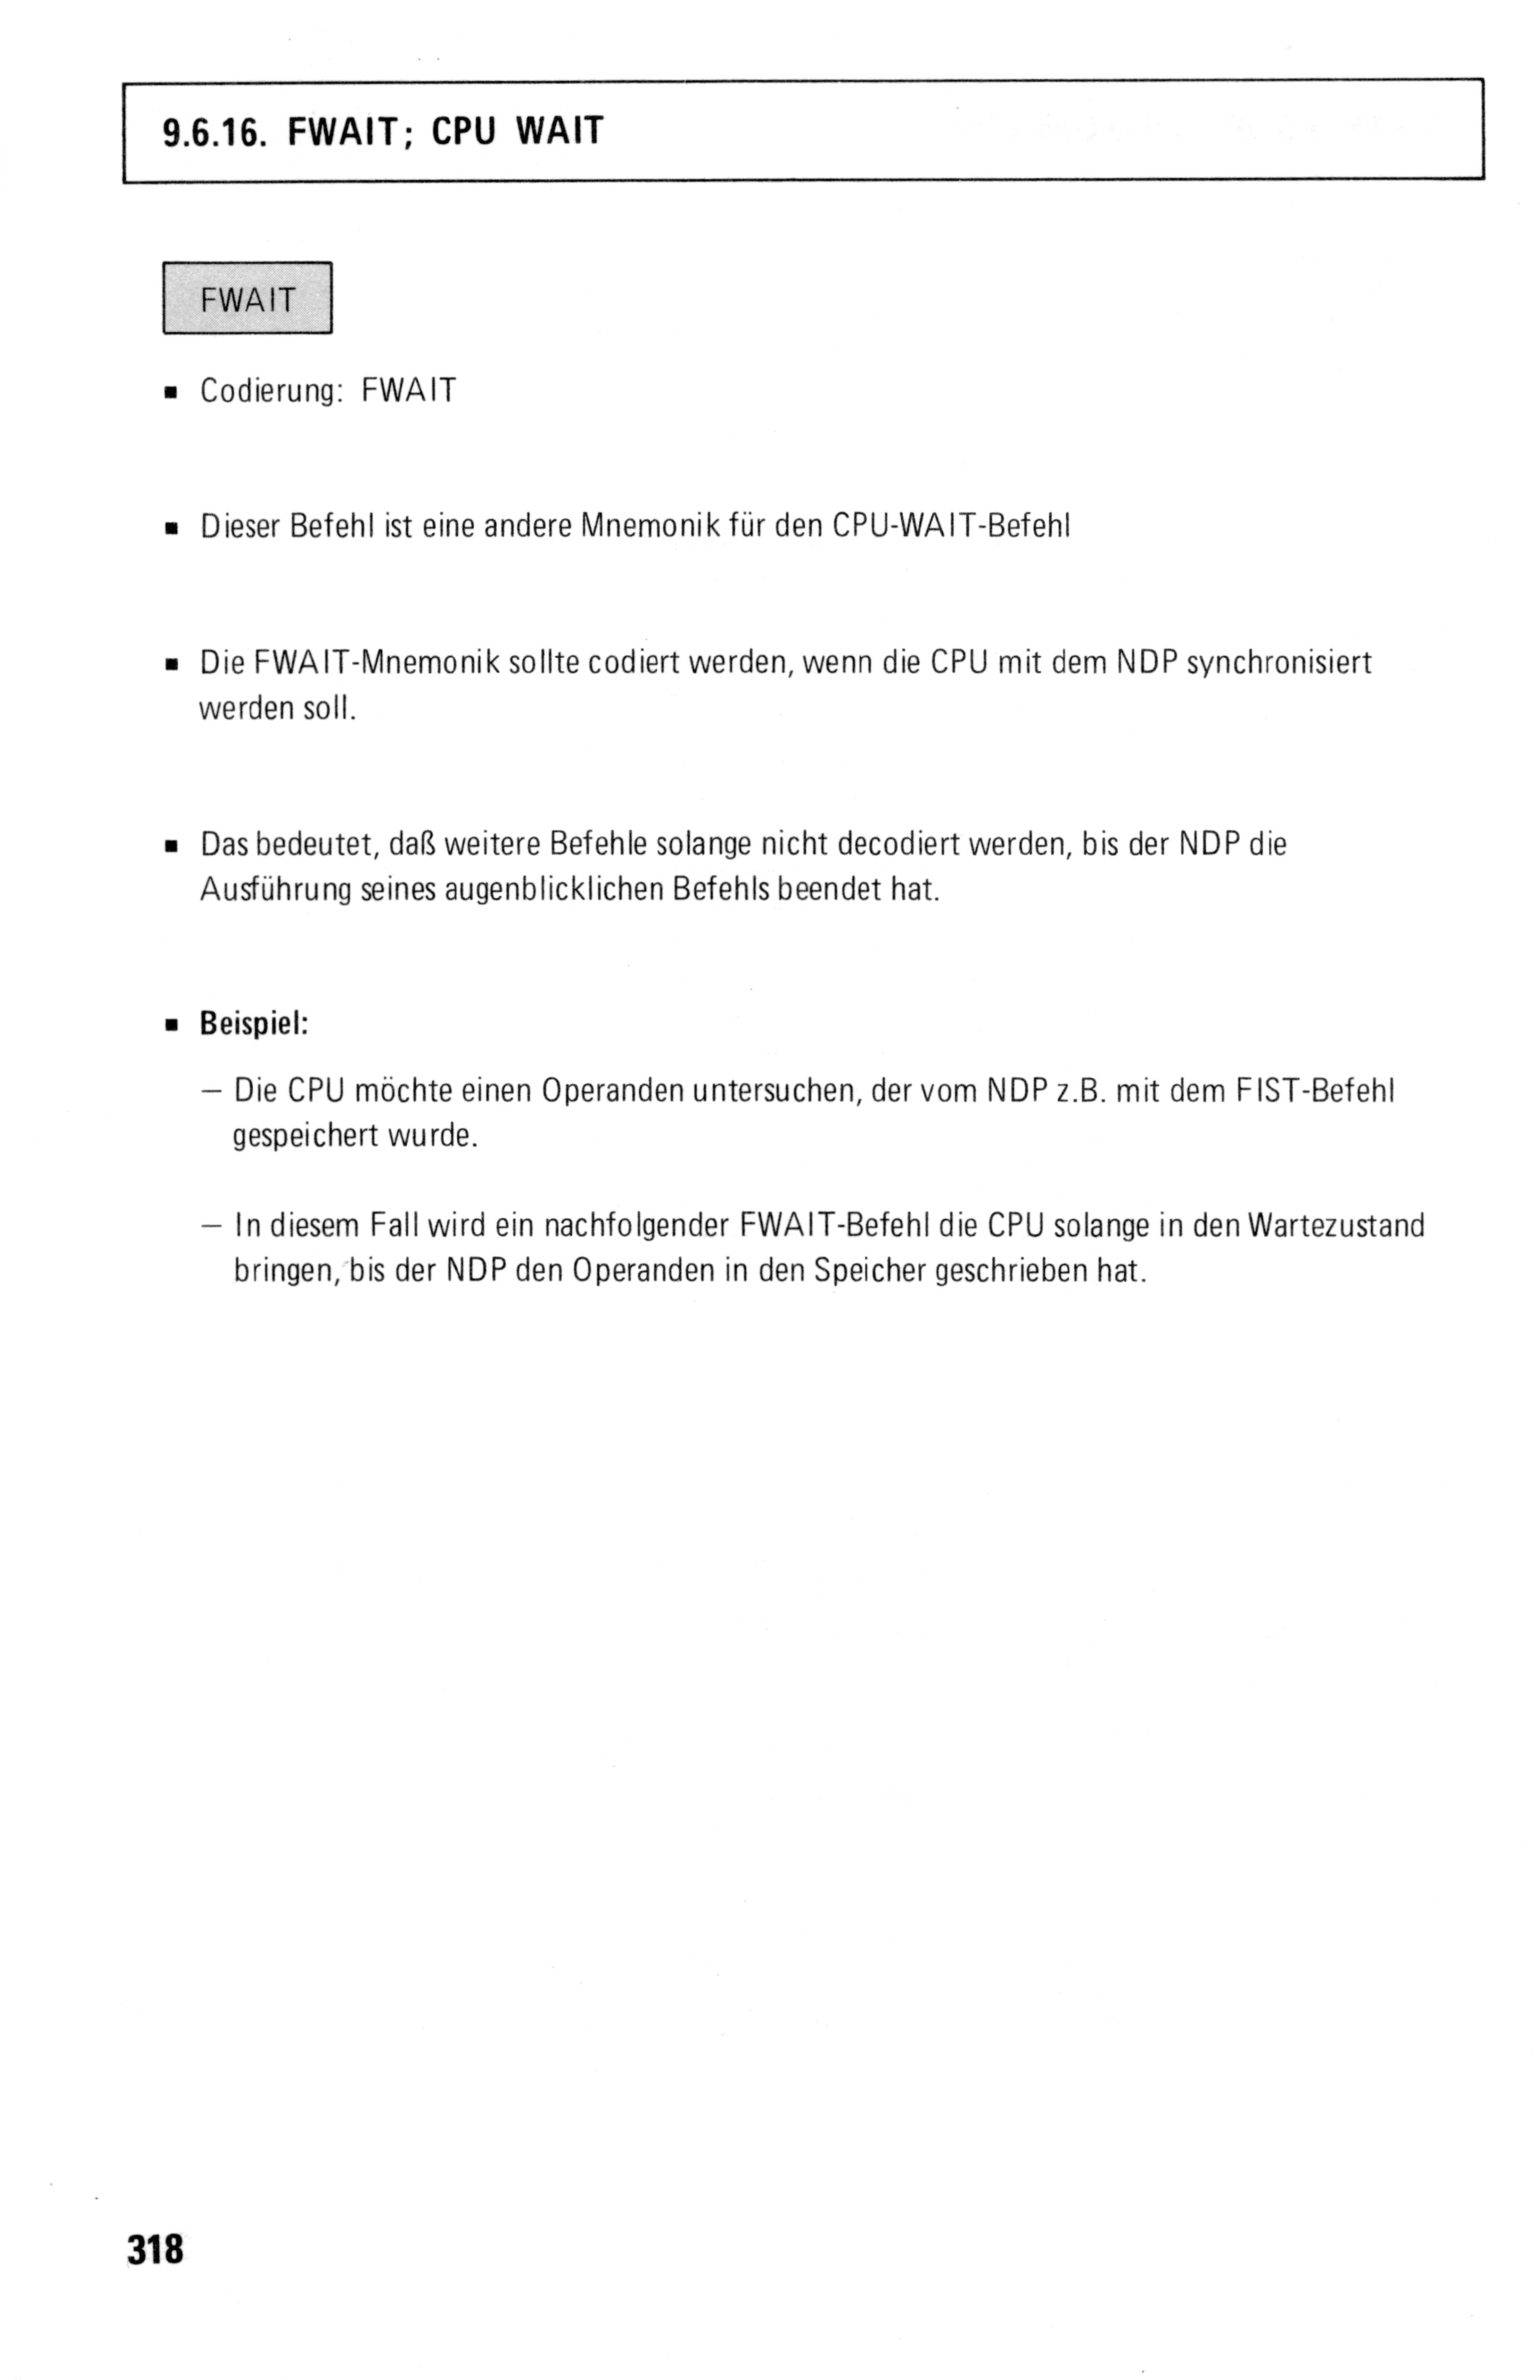 9.6.16. FWAIT; CPU WAIT
FWAIT
▪ Codierung: FWAIT
▪ Dieser Befehl ist eine andere Mnemonik für den CPU-WAIT-Befehl
▪ Die FWAIT-Mnemonik sollte codiert werden, wenn die CPU mit dem NDP synchronisiert
werden soll.
▪ Das bedeutet, daß weitere Befehle solange nicht decodiert werden, bis der NDP die
Ausführung seines augenblicklichen Befehls beendet hat.
▪ Beispiel:
— Die CPU möchte einen Operanden untersuchen, der vom NDP z.B. mit dem FIST-Befehl
gespeichert wurde.
— In diesem Fall wird ein nachfolgender FWAIT-Befehl die CPU solange in den Wartezustand
bringen, bis der NDP den Operanden in den Speicher geschrieben hat.
318